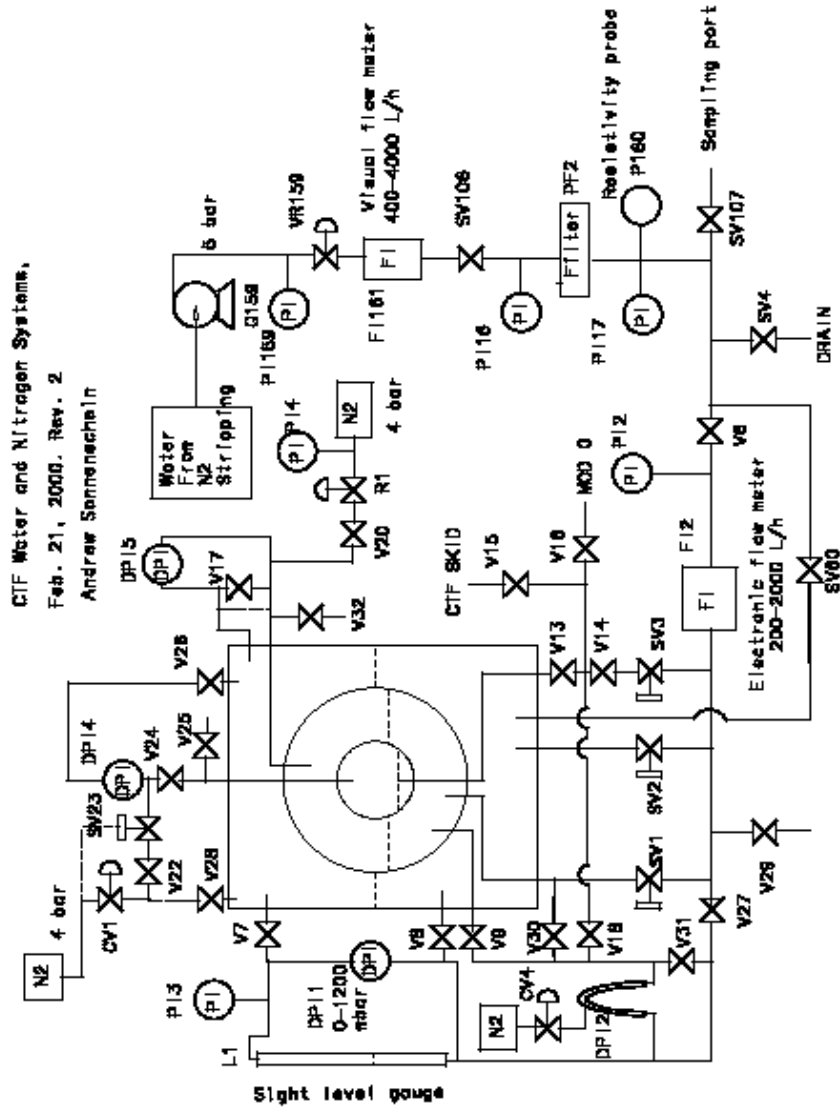 CTF Water and Nitrogen Systems,
Feb. 21, 2000. Rev. 2
Andrew Sonnenschein
N2
4 bar
CV1
SV23
DPI4
DPI
V22
V24
V25
V26
V28
DPI5
DPI
V17
V32
V20
R1
PI4
PI
N2
4 bar
Water
From
N2
Stripping
Q159
6 bar
PI
PI159
VR159
FI
FI161
Visual flow meter
400-4000 L/h
SV106
PI
PI16
Filter
PF2
PI
PI17
Resistivity probe
P160
SV107
Sampling port
SV4
DRAIN
V6
PI
PI2
FI
FI2
Electronic flow meter
200-2000 L/h
SV60
CTF SKID
V15
MOD 0
V16
V13
V14
SV3
SV2
SV1
V29
V27
V31
V30
V18
V9
V8
V7
PI
PI3
L1
DPI
DPI1
0-1200
mbar
N2
CV4
DPI2
Sight level gauge